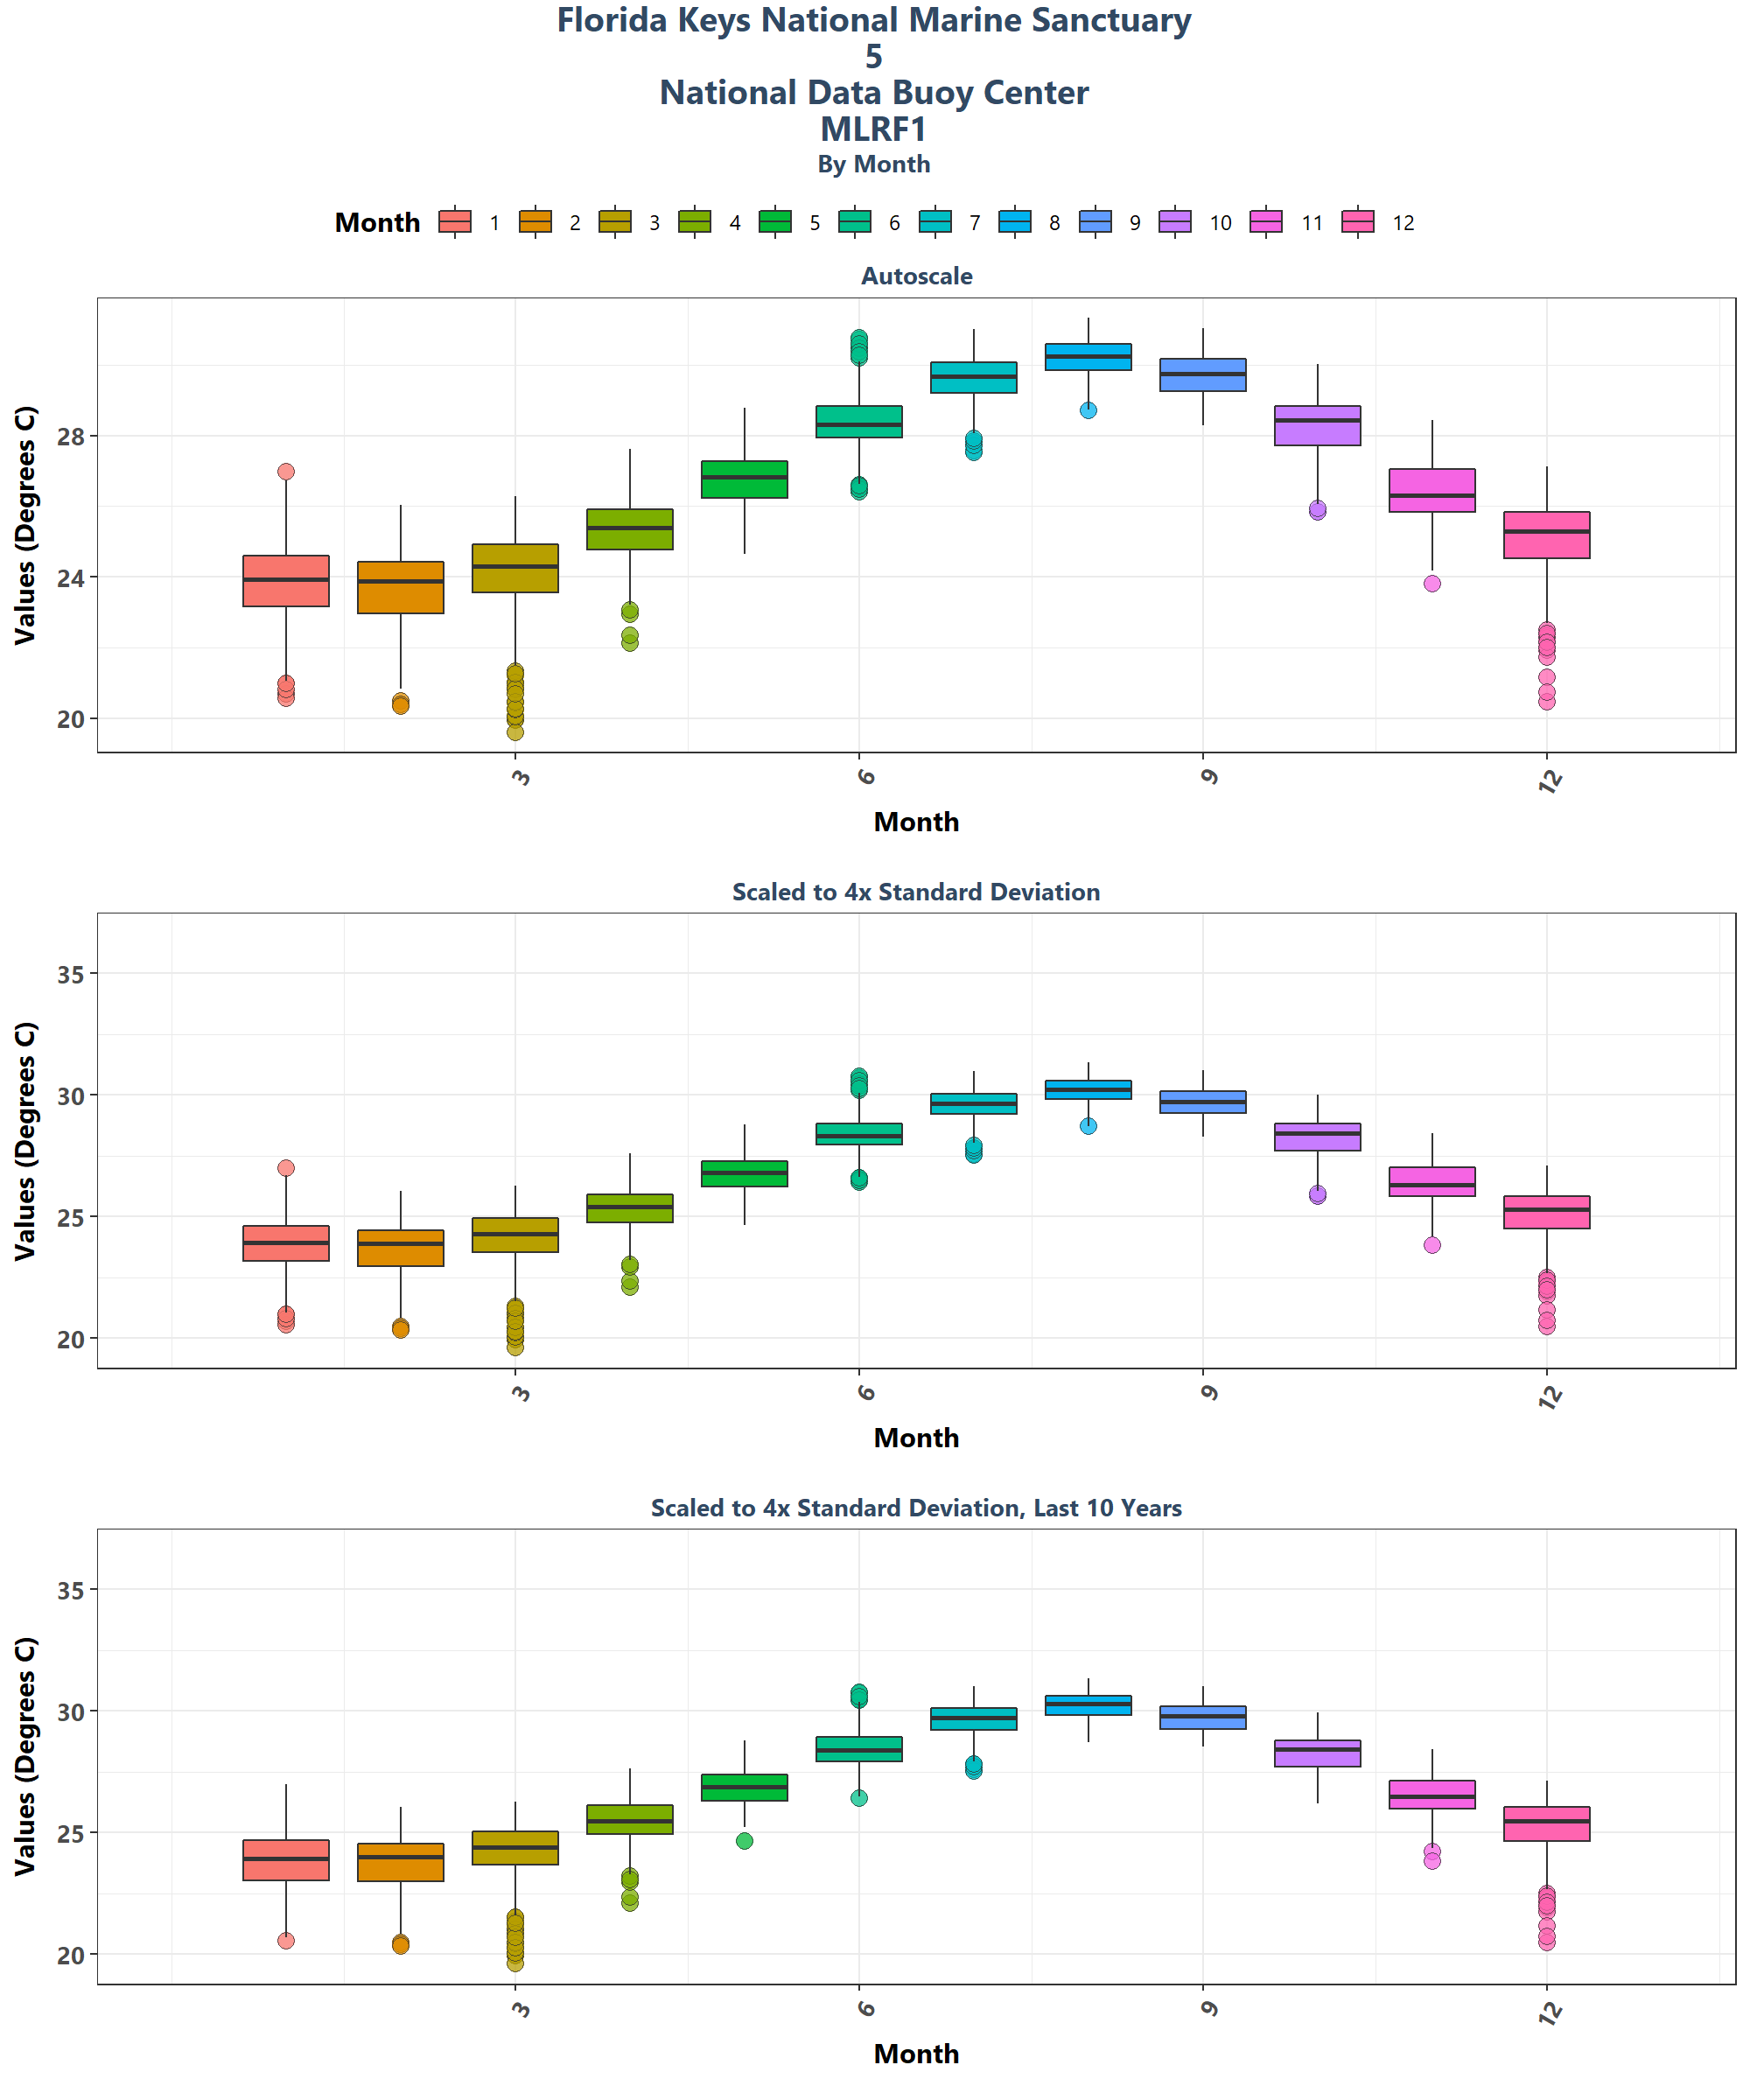 Florida Keys National Marine Sanctuary
5
National Data Buoy Center
MLRF1
By Month
Month 1 2 3 4 5 6 7 8 9 10 11 12
Autoscale
Values (Degrees C)
28
24
20
3 6 9 12
Month
Scaled to 4x Standard Deviation
Values (Degrees C)
35
30
25
20
3 6 9 12
Month
Scaled to 4x Standard Deviation, Last 10 Years
Values (Degrees C)
35
30
25
20
3 6 9 12
Month